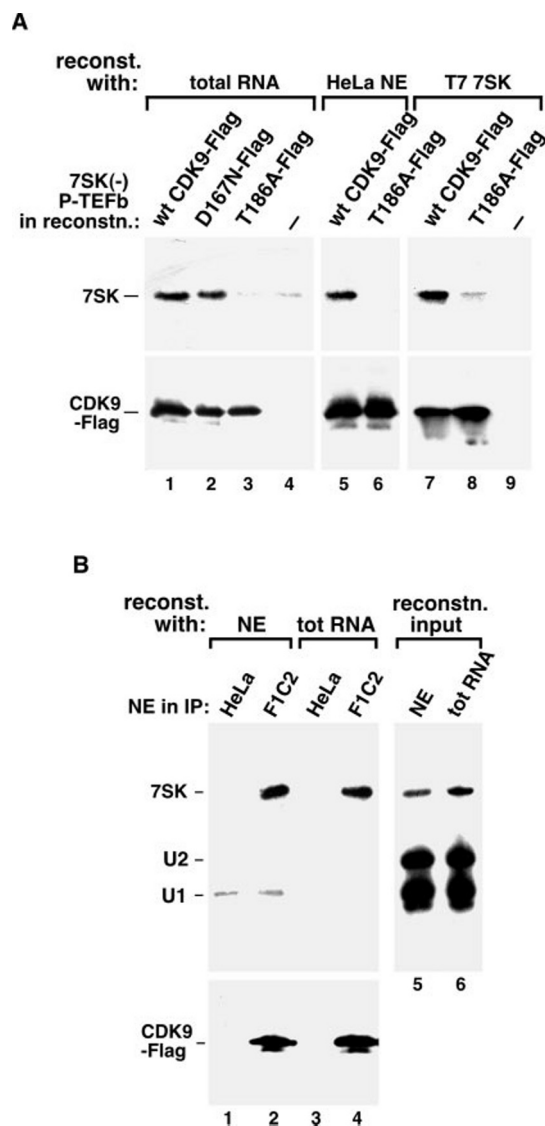 A
reconst.
with: total RNA HeLa NE T7 7SK
7SK(-)
P-TEFb
in reconstn.: wt CDK9-Flag D167N-Flag T186A-Flag – wt CDK9-Flag T186A-Flag wt CDK9-Flag T186A-Flag –
7SK –
CDK9 –
-Flag
1 2 3 4 5 6 7 8 9
B
reconst. reconstn.
with: NE tot RNA input
NE in IP: HeLa F1C2 HeLa F1C2 NE tot RNA
7SK –
U2 –
U1 –
5 6
CDK9 –
-Flag
1 2 3 4